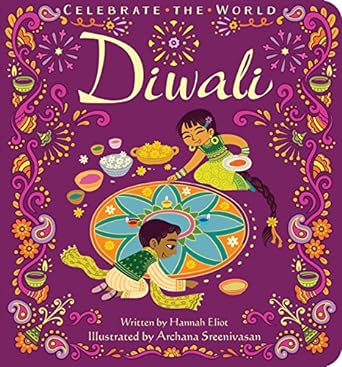 Celebrate • the • World
Diwali
Written by Hannah Eliot
Illustrated by Archana Sreenivasan